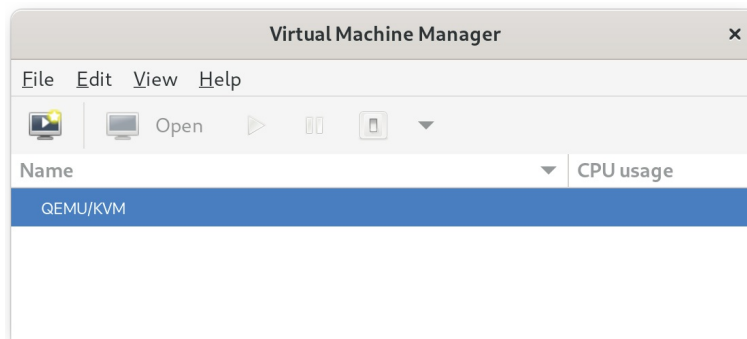 Virtual Machine Manager
File Edit View Help
Open
Name CPU usage
QEMU/KVM